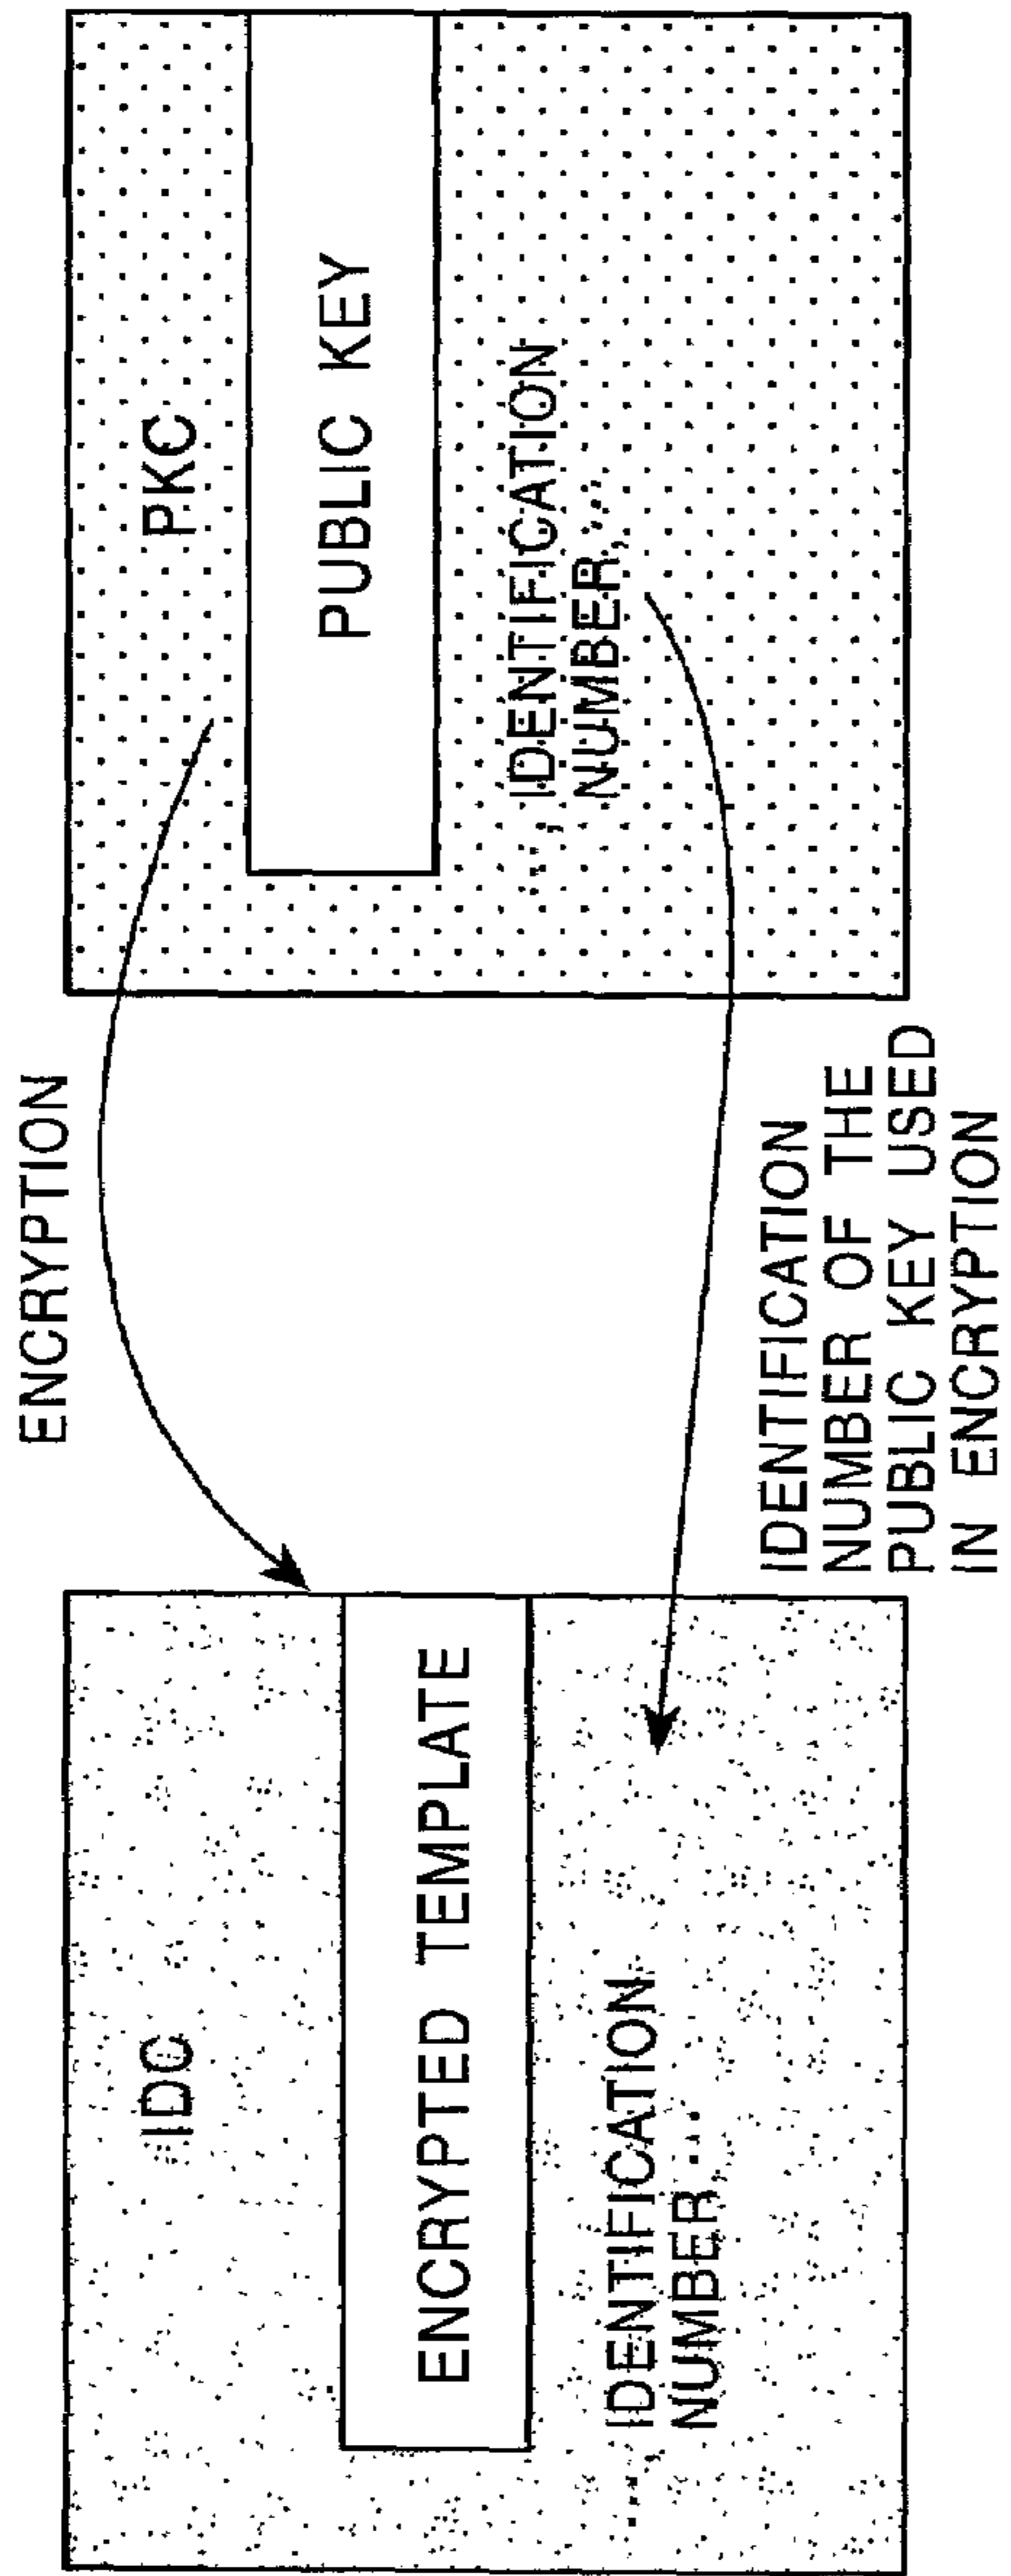 IDC
ENCRYPTED TEMPLATE
..., IDENTIFICATION
NUMBER, ...
ENCRYPTION
IDENTIFICATION
NUMBER OF THE
PUBLIC KEY USED
IN ENCRYPTION
PKC
PUBLIC KEY
..., IDENTIFICATION
NUMBER, ...